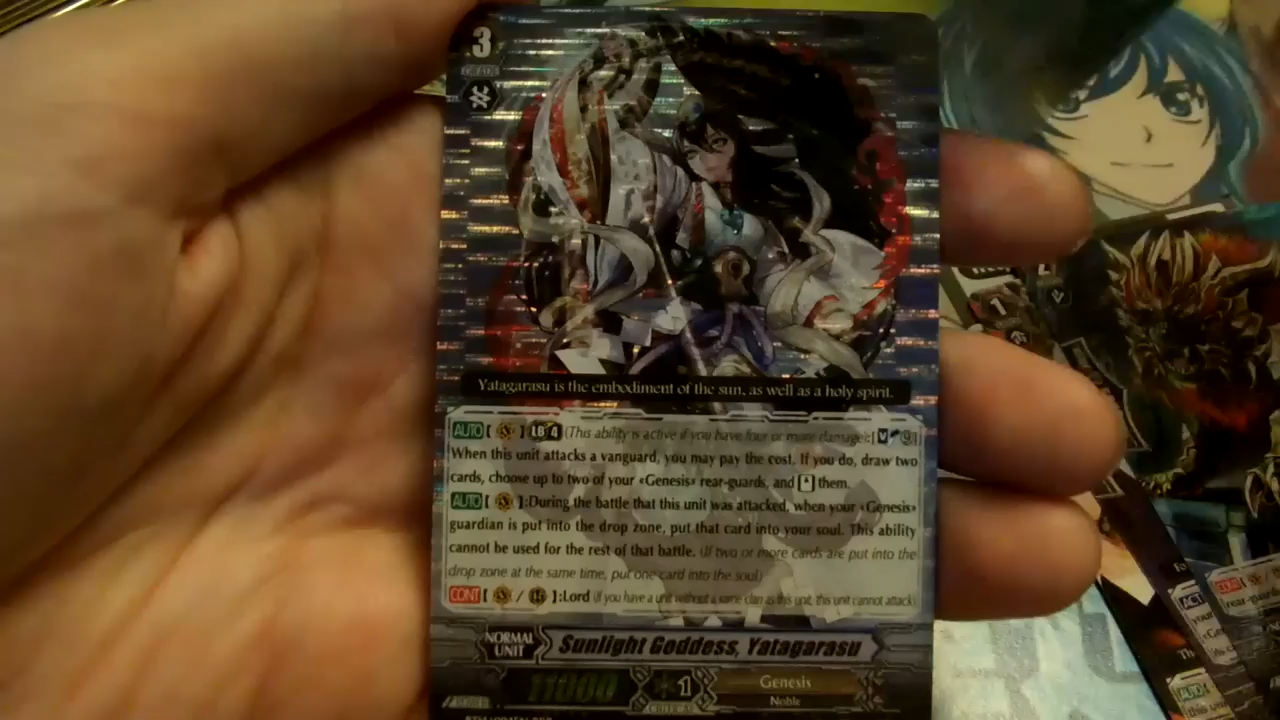 3
GRADE
Yatagarasu is the embodiment of the sun, as well as a holy spirit.
AUTO [ ] LB 4 (This ability is active if you have four or more damage):[
When this unit attacks a vanguard, you may pay the cost. If you do, draw two
cards, choose up to two of your «Genesis» rear-guards, and them.
AUTO [ ]:During the battle that this unit was attacked, when your «Genesis»
guardian is put into the drop zone, put that card into your soul. This ability
cannot be used for the rest of that battle. (If two or more cards are put into the
drop zone at the same time, put one card into the soul)
CONT [ / ]:Lord (If you have a unit without a same clan as this unit, this unit cannot attack)
NORMAL
UNIT
Sunlight Goddess, Yatagarasu
11000
1
CRITICAL
Genesis
Noble
1
AUTO